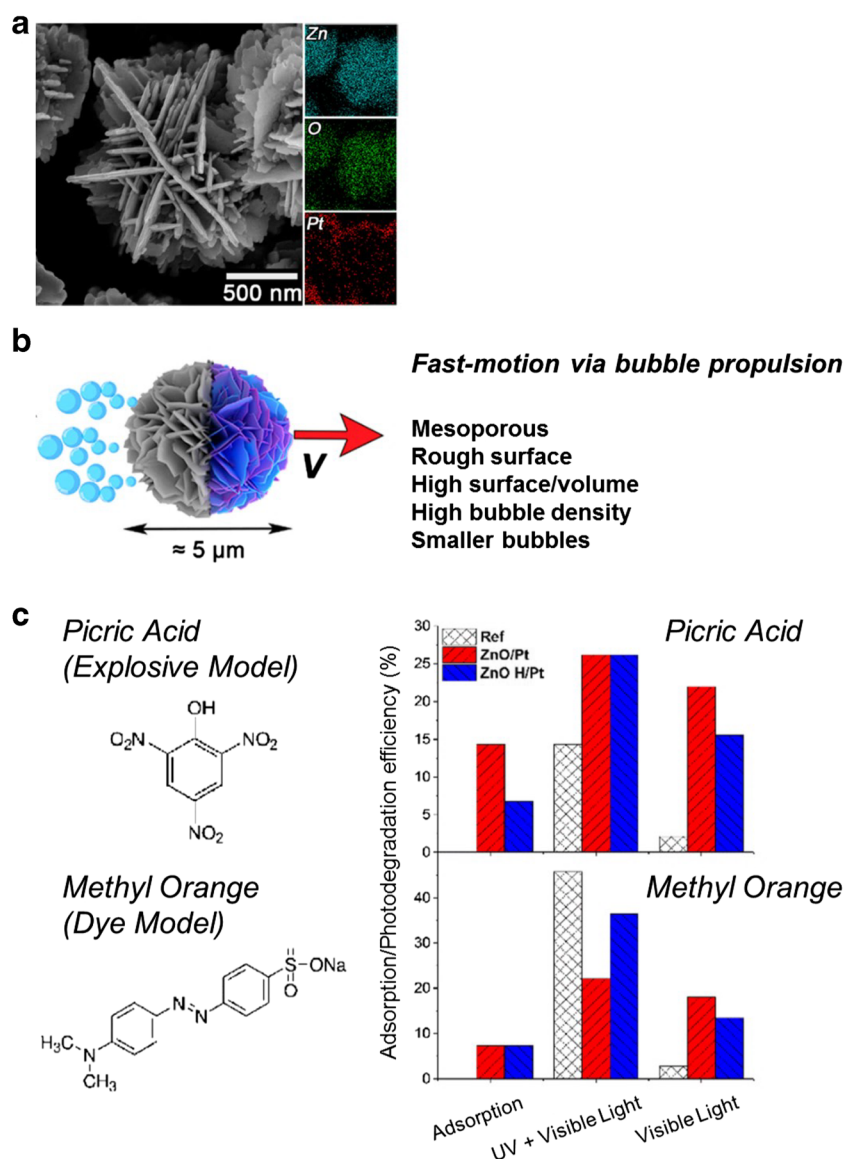 a
Zn
O
Pt
500 nm
b
Fast-motion via bubble propulsion
Mesoporous
Rough surface
High surface/volume
High bubble density
Smaller bubbles
V
≈ 5 µm
c
Picric Acid
(Explosive Model)
OH
O₂N
NO₂
NO₂
Methyl Orange
(Dye Model)
O
S
ONa
O
N
N
H₃C
N
CH₃
Adsorption/Photodegradation efficiency (%)
30
25
20
15
10
5
0
Ref
ZnO/Pt
ZnO H/Pt
Picric Acid
40
30
20
10
0
Methyl Orange
Adsorption
UV + Visible Light
Visible Light